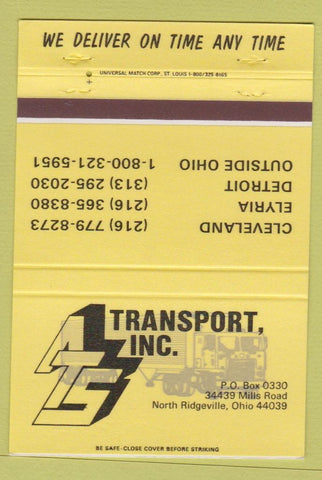 WE DELIVER ON TIME ANY TIME
UNIVERSAL MATCH CORP., ST. LOUIS 1-800/325-8165
CLEVELAND (216) 779-8273
ELYRIA (216) 365-8380
DETROIT (313) 295-2030
OUTSIDE OHIO 1-800-321-5951
A5 TRANSPORT,
INC.
P.O. Box 0330
34439 Mills Road
North Ridgeville, Ohio 44039
BE SAFE-CLOSE COVER BEFORE STRIKING